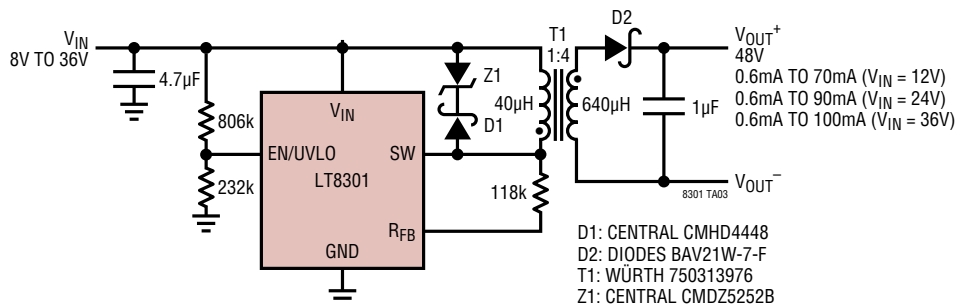 VIN
8V TO 36V
4.7µF
806k
232k
VIN
EN/UVLO
LT8301
SW
RFB
GND
Z1
D1
118k
T1
1:4
40µH
640µH
D2
1µF
VOUT+
48V
0.6mA TO 70mA (VIN = 12V)
0.6mA TO 90mA (VIN = 24V)
0.6mA TO 100mA (VIN = 36V)
VOUT–
8301 TA03
D1: CENTRAL CMHD4448
D2: DIODES BAV21W-7-F
T1: WÜRTH 750313976
Z1: CENTRAL CMDZ5252B